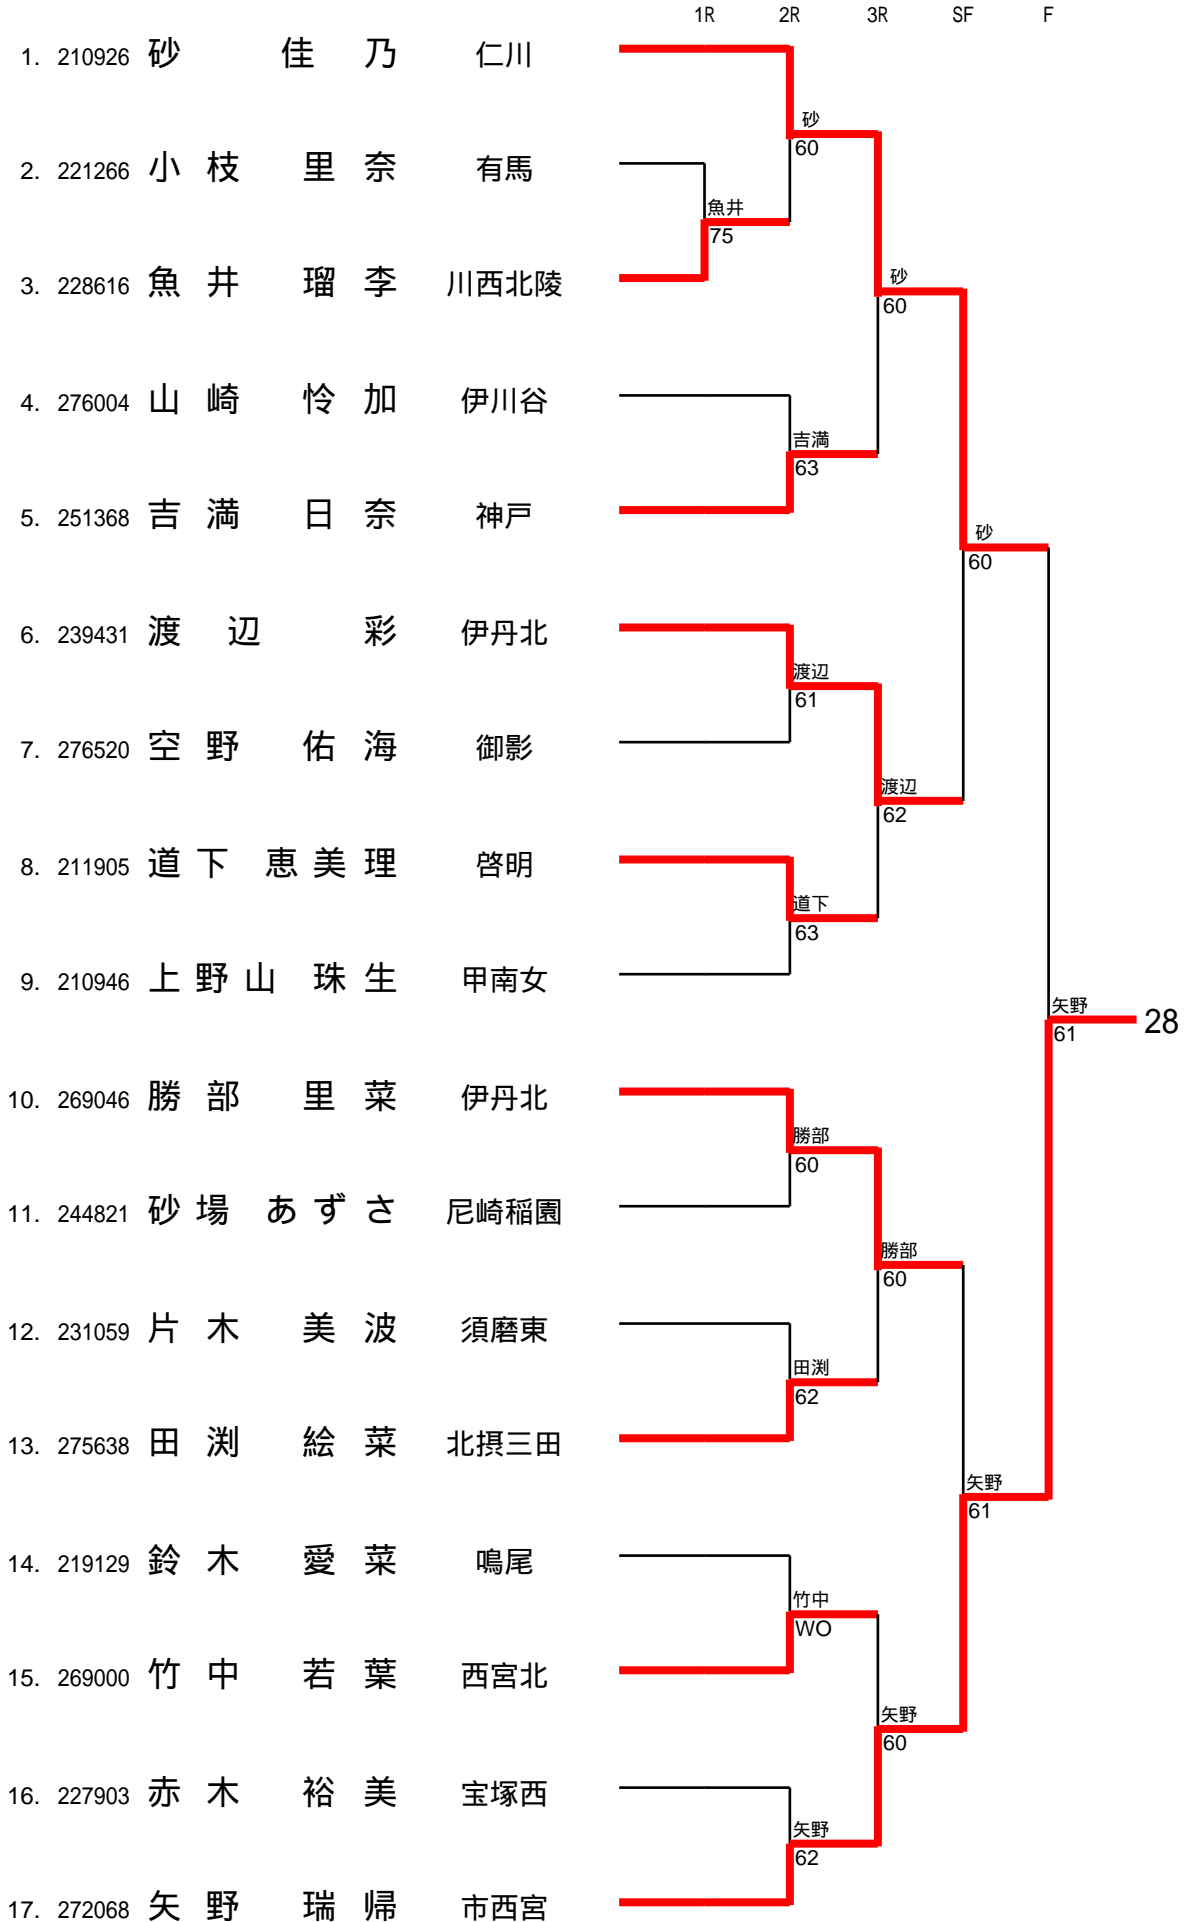 1R 2R 3R SF F
1. 210926 砂 佳 乃 仁川
砂
60
2. 221266 小 枝 里 奈 有馬
魚井
75
3. 228616 魚 井 瑠 李 川西北陵
砂
60
4. 276004 山 崎 怜 加 伊川谷
吉満
63
5. 251368 吉 満 日 奈 神戸
砂
60
6. 239431 渡 辺 彩 伊丹北
渡辺
61
7. 276520 空 野 佑 海 御影
渡辺
62
8. 211905 道 下 恵 美 理 啓明
道下
63
9. 210946 上 野 山 珠 生 甲南女
矢野
61
28
10. 269046 勝 部 里 菜 伊丹北
勝部
60
11. 244821 砂 場 あ ず さ 尼崎稲園
勝部
60
12. 231059 片 木 美 波 須磨東
田渕
62
13. 275638 田 渕 絵 菜 北摂三田
矢野
61
14. 219129 鈴 木 愛 菜 鳴尾
竹中
WO
15. 269000 竹 中 若 葉 西宮北
矢野
60
16. 227903 赤 木 裕 美 宝塚西
矢野
62
17. 272068 矢 野 瑞 帰 市西宮